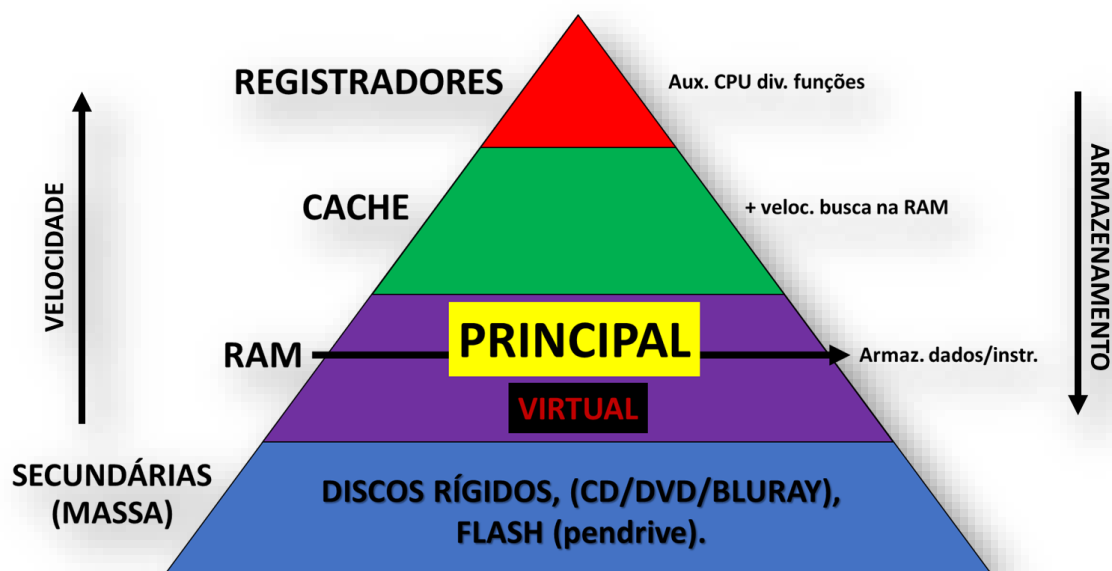 REGISTRADORES
Aux. CPU div. funções
VELOCIDADE
ARMAZENAMENTO
CACHE
+ veloc. busca na RAM
RAM
PRINCIPAL
Armaz. dados/instr.
VIRTUAL
SECUNDÁRIAS
(MASSA)
DISCOS RÍGIDOS, (CD/DVD/BLURAY),
FLASH (pendrive).